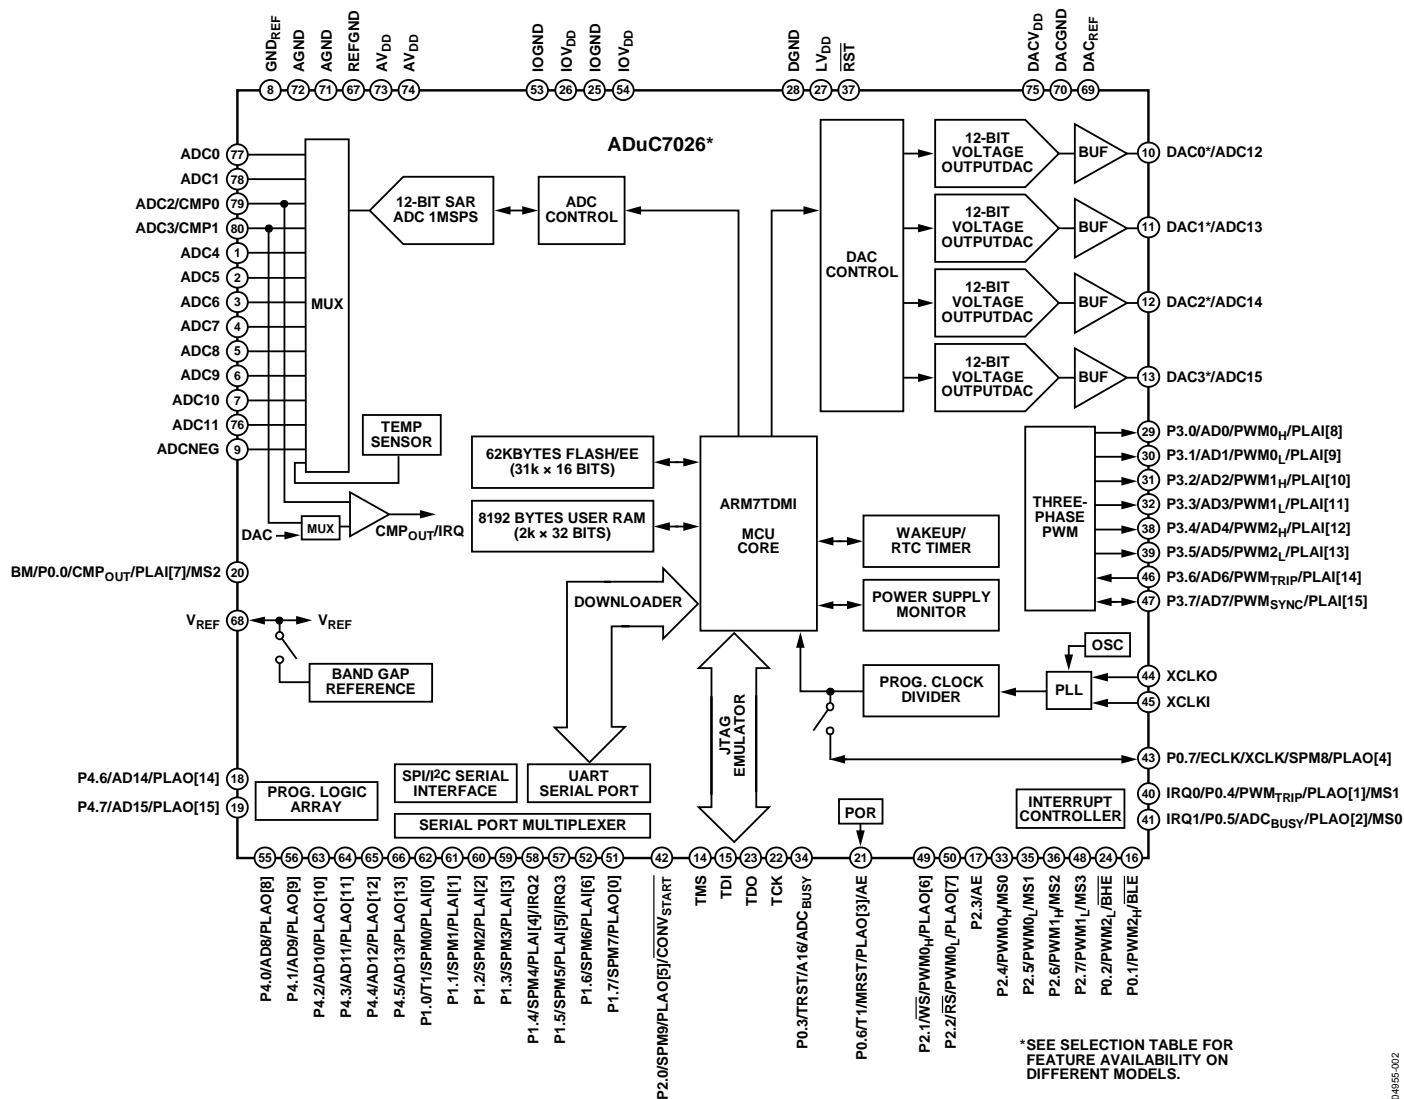 GNDREF
AGND
AGND
REFGND
AVDD
AVDD
IOGND
IOVDD
IOGND
IOVDD
DGND
LVDD
RST
DACVDD
DACGND
DACREF
8
72
71
67
73
74
53
26
25
54
28
27
37
75
70
69
ADuC7026*
ADC0 77
ADC1 78
ADC2/CMP0 79
ADC3/CMP1 80
ADC4 1
ADC5 2
ADC6 3
ADC7 4
ADC8 5
ADC9 6
ADC10 7
ADC11 76
ADCNEG 9
MUX
12-BIT SAR
ADC 1MSPS
ADC
CONTROL
TEMP
SENSOR
DAC
MUX
CMPOUT/IRQ
DAC
CONTROL
12-BIT
VOLTAGE
OUTPUTDAC
BUF
10 DAC0*/ADC12
12-BIT
VOLTAGE
OUTPUTDAC
BUF
11 DAC1*/ADC13
12-BIT
VOLTAGE
OUTPUTDAC
BUF
12 DAC2*/ADC14
12-BIT
VOLTAGE
OUTPUTDAC
BUF
13 DAC3*/ADC15
62KBYTES FLASH/EE
(31k × 16 BITS)
8192 BYTES USER RAM
(2k × 32 BITS)
ARM7TDMI
MCU
CORE
WAKEUP/
RTC TIMER
POWER SUPPLY
MONITOR
THREE-
PHASE
PWM
29 P3.0/AD0/PWM0H/PLAI[8]
30 P3.1/AD1/PWM0L/PLAI[9]
31 P3.2/AD2/PWM1H/PLAI[10]
32 P3.3/AD3/PWM1L/PLAI[11]
38 P3.4/AD4/PWM2H/PLAI[12]
39 P3.5/AD5/PWM2L/PLAI[13]
46 P3.6/AD6/PWMTRIP/PLAI[14]
47 P3.7/AD7/PWMSYNC/PLAI[15]
BM/P0.0/CMPOUT/PLAI[7]/MS2 20
VREF 68
VREF
BAND GAP
REFERENCE
DOWNLOADER
JTAG
EMULATOR
OSC
PLL
PROG. CLOCK
DIVIDER
44 XCLKO
45 XCLKI
43 P0.7/ECLK/XCLK/SPM8/PLAO[4]
40 IRQ0/P0.4/PWMTRIP/PLAO[1]/MS1
41 IRQ1/P0.5/ADCBUSY/PLAO[2]/MS0
P4.6/AD14/PLAO[14] 18
P4.7/AD15/PLAO[15] 19
PROG. LOGIC
ARRAY
SPI/I2C SERIAL
INTERFACE
UART
SERIAL PORT
SERIAL PORT MULTIPLEXER
POR
INTERRUPT
CONTROLLER
55
56
63
64
65
66
62
61
60
59
58
57
52
51
42
14
15
23
22
34
21
49
50
17
33
35
36
48
24
16
P4.0/AD8/PLAO[8]
P4.1/AD9/PLAO[9]
P4.2/AD10/PLAO[10]
P4.3/AD11/PLAO[11]
P4.4/AD12/PLAO[12]
P4.5/AD13/PLAO[13]
P1.0/T1/SPM0/PLAI[0]
P1.1/SPM1/PLAI[1]
P1.2/SPM2/PLAI[2]
P1.3/SPM3/PLAI[3]
P1.4/SPM4/PLAI[4]/IRQ2
P1.5/SPM5/PLAI[5]/IRQ3
P1.6/SPM6/PLAI[6]
P1.7/SPM7/PLAO[0]
P2.0/SPM9/PLAO[5]/CONVSTART
TMS
TDI
TDO
TCK
P0.3/TRST/A16/ADCBUSY
P0.6/T1/MRST/PLAO[3]/AE
P2.1/WS/PWM0H/PLAO[6]
P2.2/RS/PWM0L/PLAO[7]
P2.3/AE
P2.4/PWM0H/MS0
P2.5/PWM0L/MS1
P2.6/PWM1H/MS2
P2.7/PWM1L/MS3
P0.2/PWM2L/BHE
P0.1/PWM2H/BLE
*SEE SELECTION TABLE FOR
FEATURE AVAILABILITY ON
DIFFERENT MODELS.
04955-002